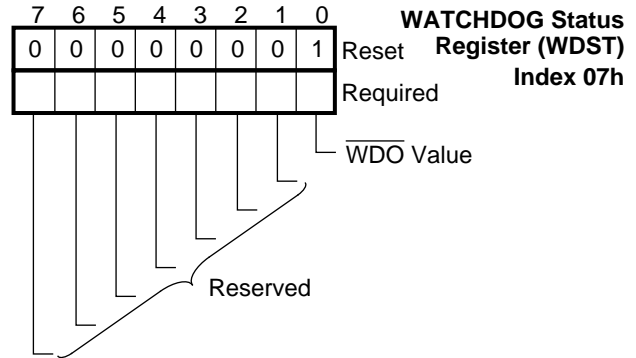 7 6 5 4 3 2 1 0
WATCHDOG Status
0 0 0 0 0 0 0 1 Reset
Register (WDST)
Required
Index 07h
WDO Value
Reserved